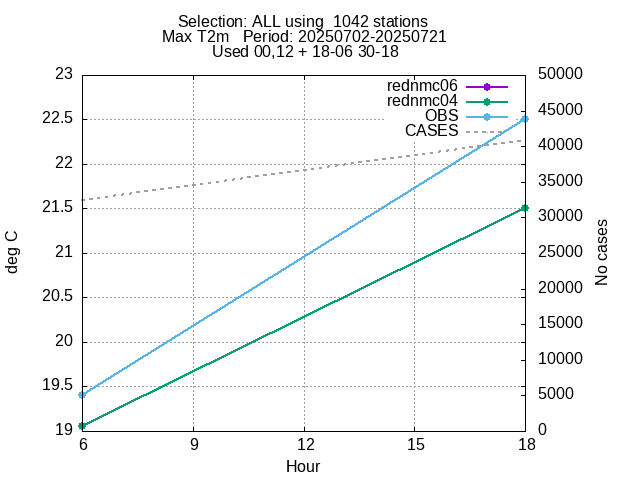 Selection: ALL using  1042 stations
Max T2m   Period: 20250702-20250721
Used 00,12 + 18-06 30-18
23 50000
rednmc06
rednmc04
OBS
CASES
22.5 45000
22 40000
21.5 35000
21 30000
20.5 25000
20 20000
19.5 15000
19 10000
5000
0
deg C
No cases
6 9 12 15 18
Hour